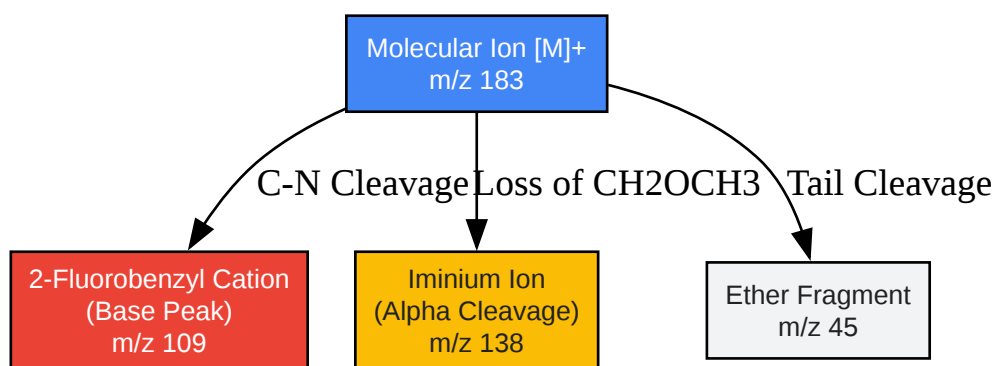 Molecular Ion [M]+
m/z 183
C-N Cleavage
Loss of CH2OCH3
Tail Cleavage
2-Fluorobenzyl Cation
(Base Peak)
m/z 109
Iminium Ion
(Alpha Cleavage)
m/z 138
Ether Fragment
m/z 45